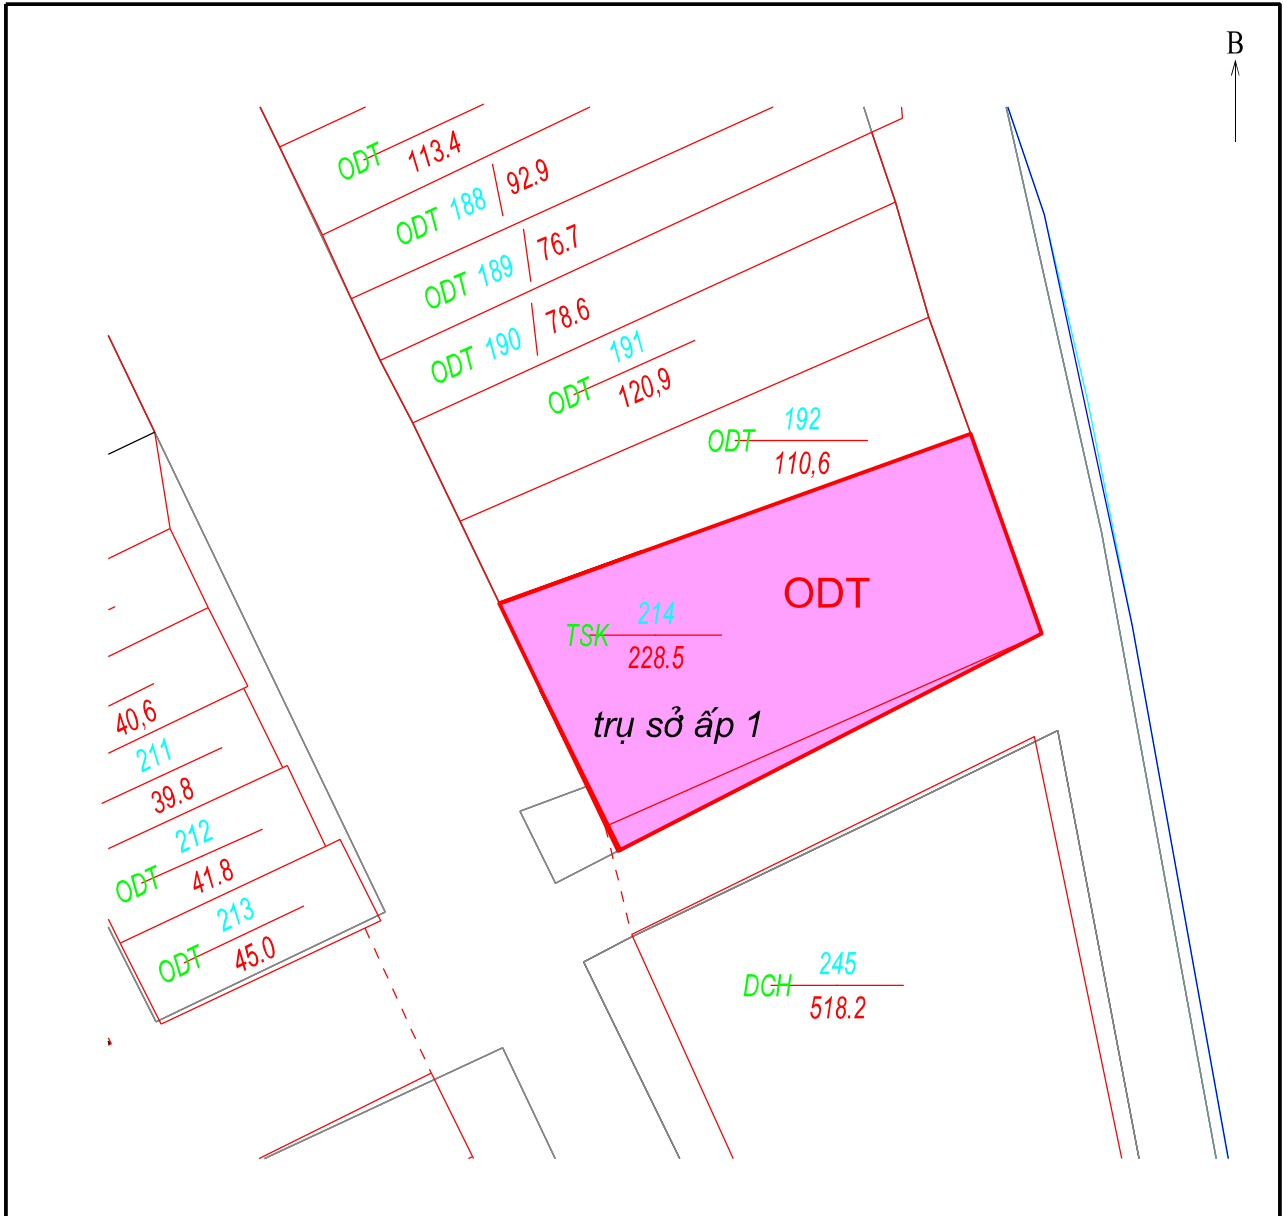 B
ODT 113.4
ODT 188 92.9
ODT 189 76.7
ODT 190 78.6
191
ODT 120,9
192
ODT 110,6
ODT
214
TSK 228.5
trụ sở ấp 1
40,6
211
39.8
212
ODT 41.8
213
ODT 45.0
245
DCH 518.2